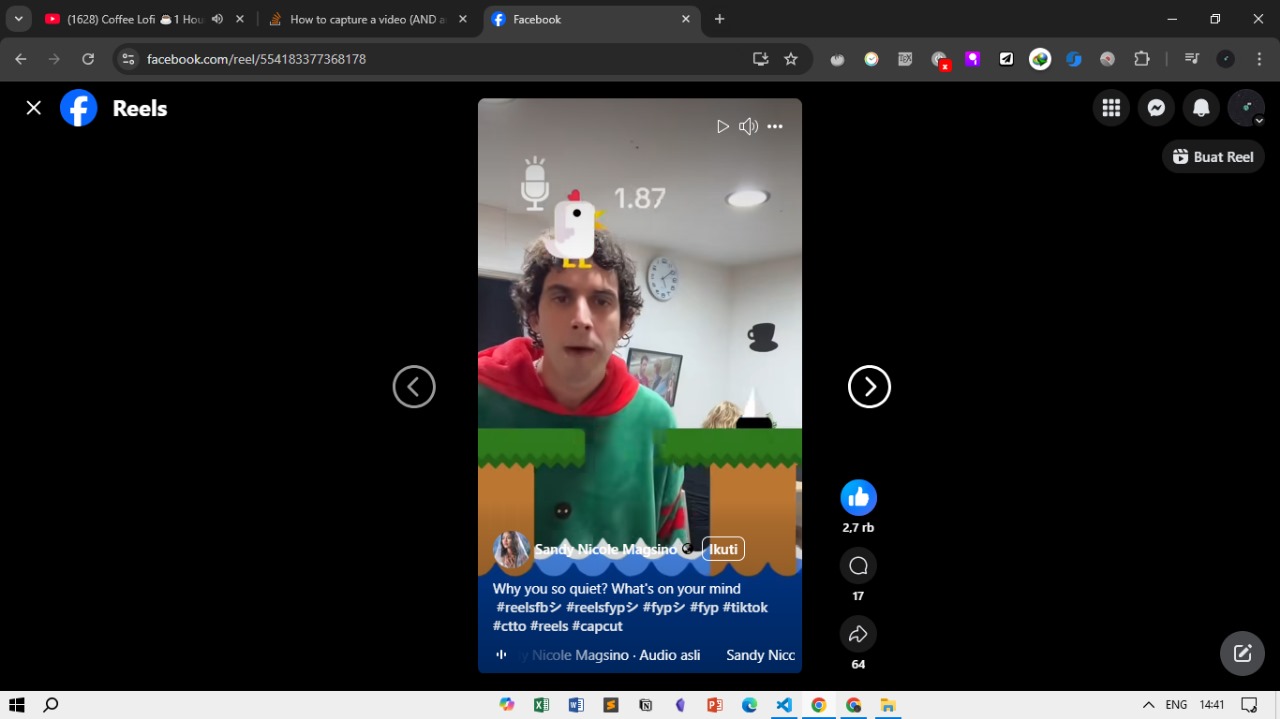 (1628) Coffee Lofi ☕1 Hou
How to capture a video (AND a
Facebook
facebook.com/reel/554183377368178
Reels
Buat Reel
1.87
Sandy Nicole Magsino
Ikuti
Why you so quiet? What's on your mind
#reelsfbシ #reelsfypシ #fypシ #fyp #tiktok
#ctto #reels #capcut
y Nicole Magsino · Audio asli Sandy Nicc
2,7 rb
17
64
ENG 14:41